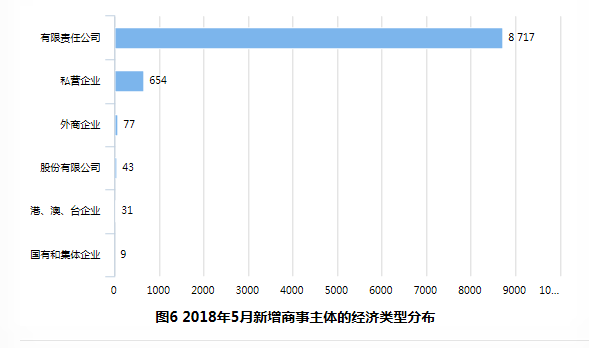 有限责任公司 8 717
私营企业 654
外商企业 77
股份有限公司 43
港、澳、台企业 31
国有和集体企业 9
0 1000 2000 3000 4000 5000 6000 7000 8000 9000 10...
图6 2018年5月新增商事主体的经济类型分布